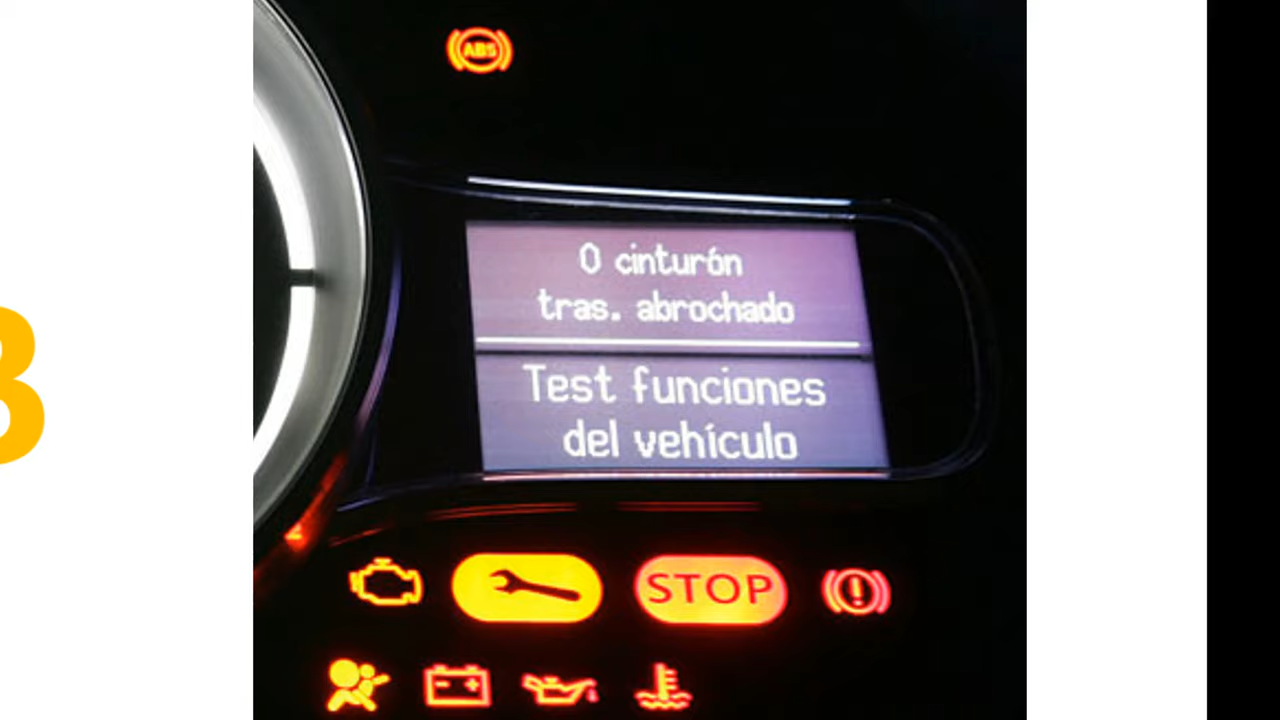 ABS
0 cinturón
tras. abrochado
Test funciones
del vehículo
STOP